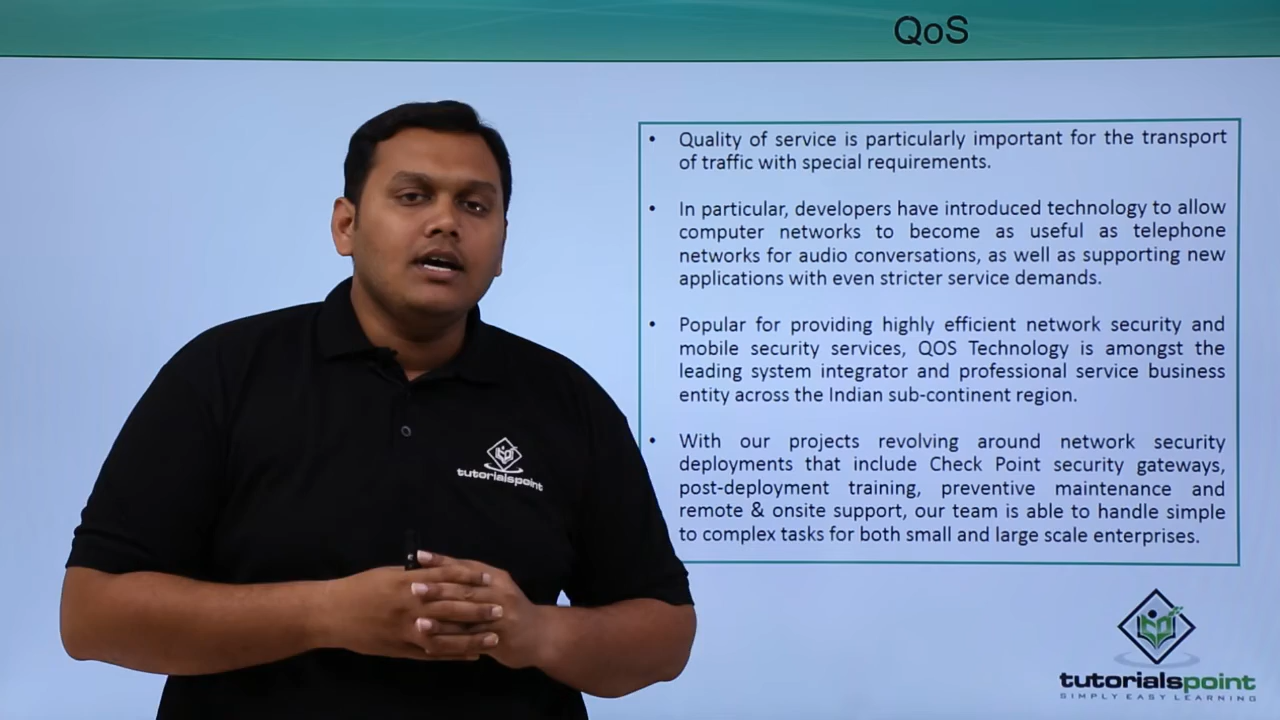 QoS
• Quality of service is particularly important for the transport
of traffic with special requirements.
• In particular, developers have introduced technology to allow
computer networks to become as useful as telephone
networks for audio conversations, as well as supporting new
applications with even stricter service demands.
• Popular for providing highly efficient network security and
mobile security services, QOS Technology is amongst the
leading system integrator and professional service business
entity across the Indian sub-continent region.
• With our projects revolving around network security
deployments that include Check Point security gateways,
post-deployment training, preventive maintenance and
remote & onsite support, our team is able to handle simple
to complex tasks for both small and large scale enterprises.
tutorialspoint
tutorialspoint
SIMPLY EASY LEARNING